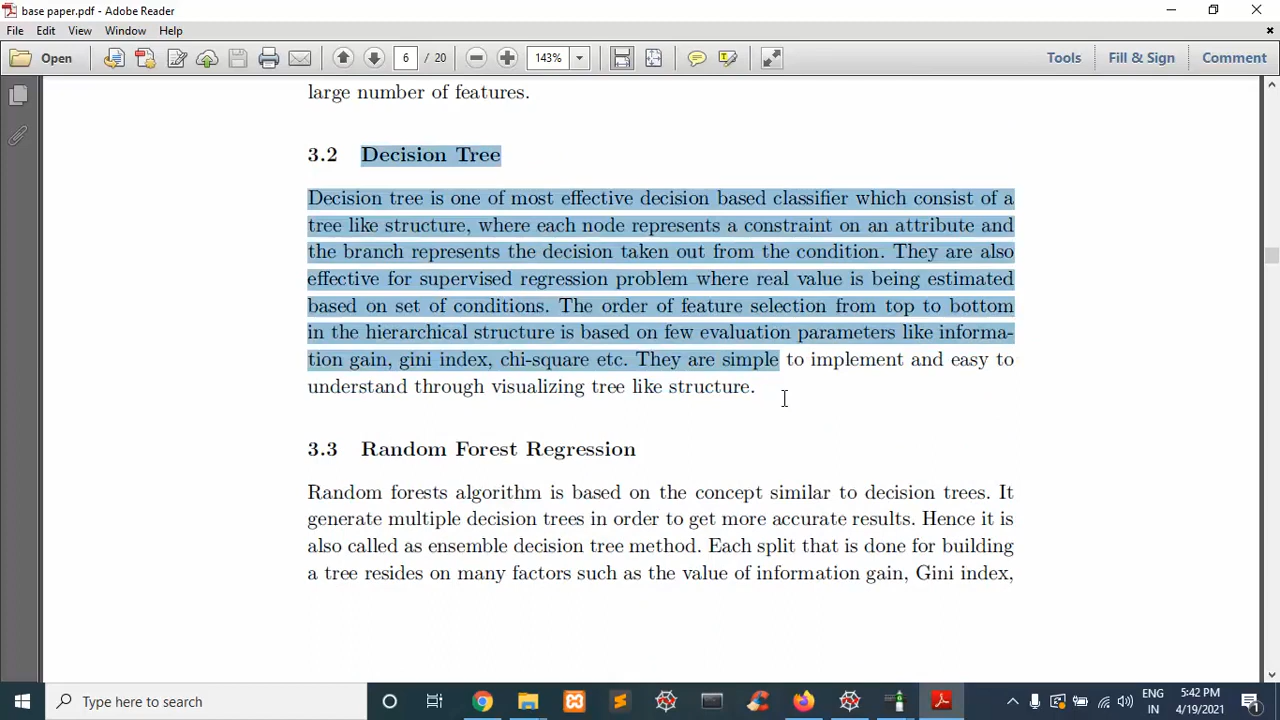 base paper.pdf - Adobe Reader
File Edit View Window Help
Open 6 / 20 143% Tools Fill & Sign Comment
large number of features.
3.2 Decision Tree
Decision tree is one of most effective decision based classifier which consist of a
tree like structure, where each node represents a constraint on an attribute and
the branch represents the decision taken out from the condition. They are also
effective for supervised regression problem where real value is being estimated
based on set of conditions. The order of feature selection from top to bottom
in the hierarchical structure is based on few evaluation parameters like informa-
tion gain, gini index, chi-square etc. They are simple to implement and easy to
understand through visualizing tree like structure.
3.3 Random Forest Regression
Random forests algorithm is based on the concept similar to decision trees. It
generate multiple decision trees in order to get more accurate results. Hence it is
also called as ensemble decision tree method. Each split that is done for building
a tree resides on many factors such as the value of information gain, Gini index,
Type here to search
ENG 5:42 PM
IN 4/19/2021 1